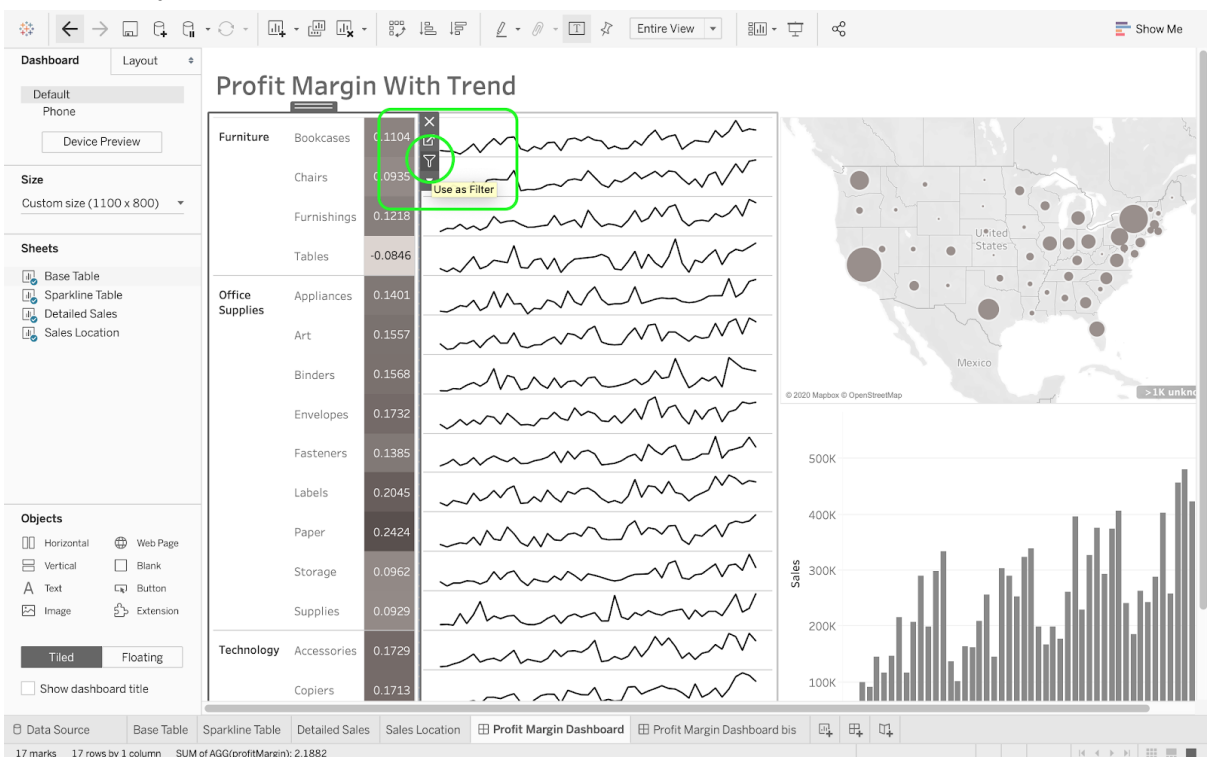 Entire View
Show Me
Dashboard
Layout
Default
Phone
Device Preview
Size
Custom size (1100 x 800)
Sheets
Base Table
Sparkline Table
Detailed Sales
Sales Location
Objects
Horizontal
Web Page
Vertical
Blank
A Text
Button
Image
Extension
Tiled
Floating
Show dashboard title
Profit Margin With Trend
Furniture
Bookcases 0.1104
Chairs 0.0935
Use as Filter
Furnishings 0.1218
Tables -0.0846
Office
Supplies
Appliances 0.1401
Art 0.1557
Binders 0.1568
Envelopes 0.1732
Fasteners 0.1385
Labels 0.2045
Paper 0.2424
Storage 0.0962
Supplies 0.0929
Technology
Accessories 0.1729
Copiers 0.1713
United
States
Mexico
© 2020 Mapbox © OpenStreetMap
>1K unkno
500K
400K
300K
200K
100K
Sales
Data Source
Base Table
Sparkline Table
Detailed Sales
Sales Location
Profit Margin Dashboard
Profit Margin Dashboard bis
17 marks 17 rows by 1 column SUM of AGG(profitMargin): 2.1882